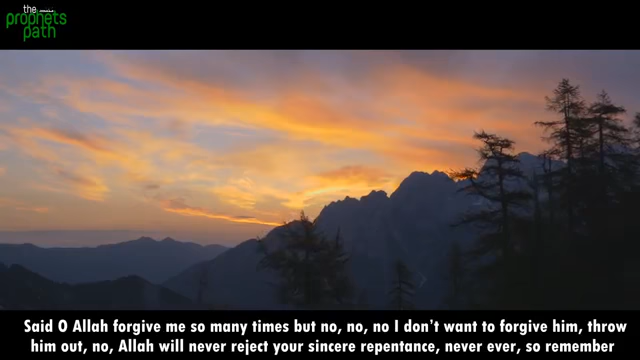 the
prophets
path
Said O Allah forgive me so many times but no, no, no I don't want to forgive him, throw
him out, no, Allah will never reject your sincere repentance, never ever, so remember